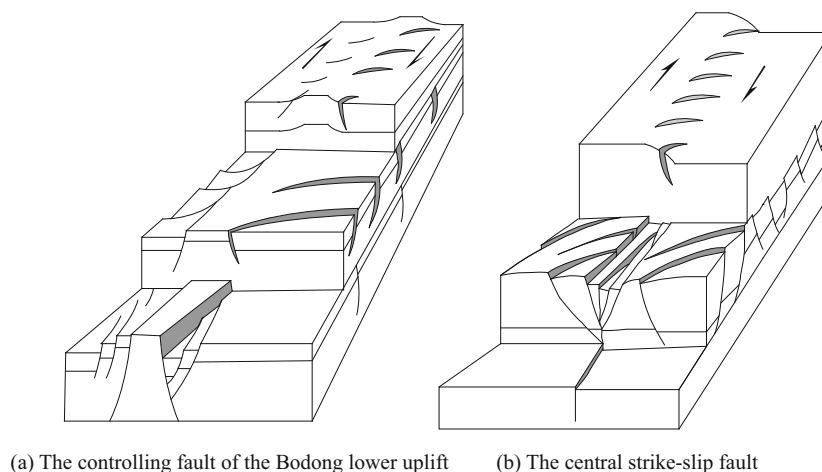 (a) The controlling fault of the Bodong lower uplift
(b) The central strike-slip fault